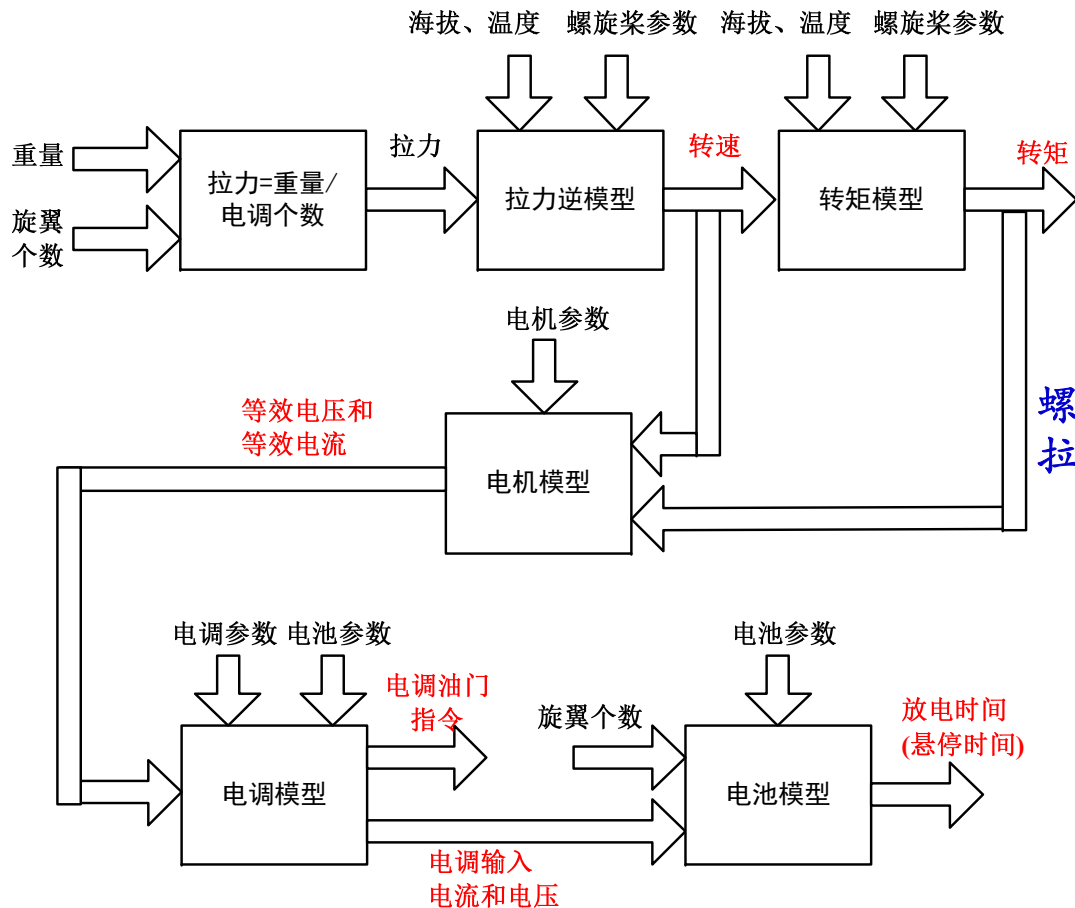 海拔、温度
螺旋桨参数
海拔、温度
螺旋桨参数
重量
旋翼
个数
拉力=重量/
电调个数
拉力
拉力逆模型
转速
转矩模型
转矩
电机参数
等效电压和
等效电流
电机模型
螺
拉
电调参数
电池参数
电池参数
电调油门
指令
旋翼个数
放电时间
(悬停时间)
电调模型
电池模型
电调输入
电流和电压